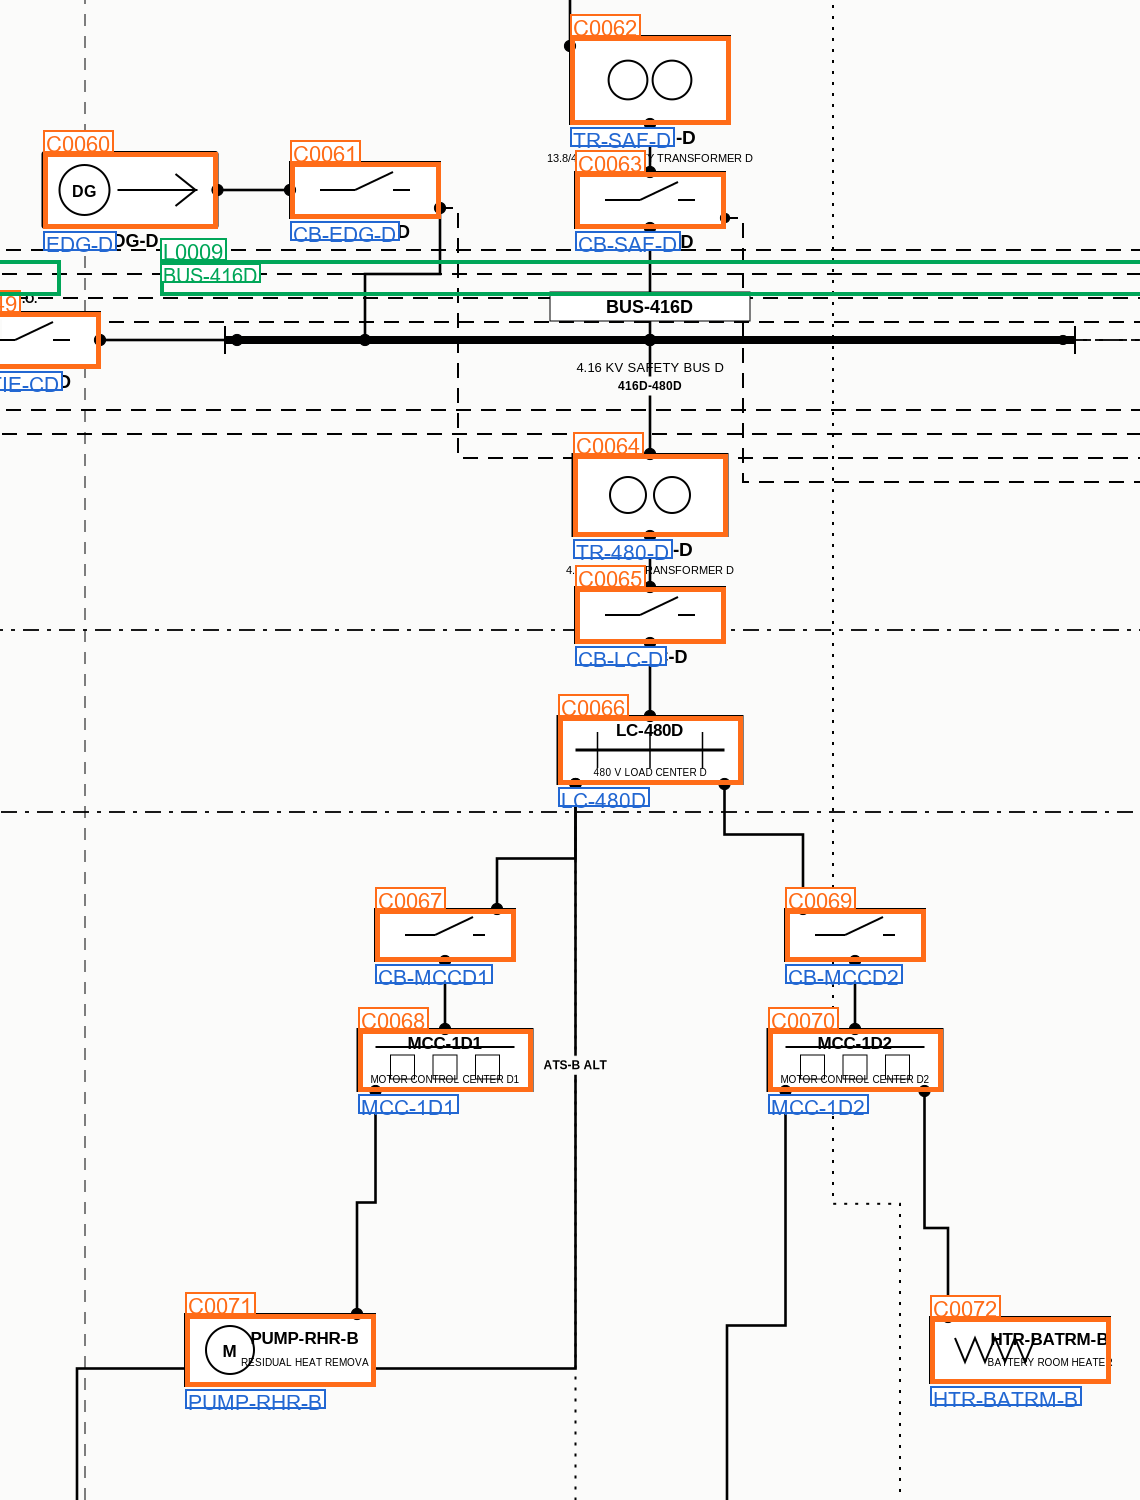 C0062
TR-SAF-D
-D
13.8/4
Y TRANSFORMER D
C0060
DG
EDG-D
DG-D
C0061
CB-EDG-D
D
C0063
CB-SAF-D
D
L0009
BUS-416D
BUS-416D
TIE-CD
D
4.16 KV SAFETY BUS D
416D-480D
C0064
TR-480-D
-D
4.
RANSFORMER D
C0065
CB-LC-D
-D
C0066
LC-480D
480 V LOAD CENTER D
LC-480D
C0067
CB-MCCD1
C0069
CB-MCCD2
C0068
MCC-1D1
MOTOR CONTROL CENTER D1
MCC-1D1
ATS-B ALT
C0070
MCC-1D2
MOTOR CONTROL CENTER D2
MCC-1D2
C0071
M
PUMP-RHR-B
RESIDUAL HEAT REMOVA
PUMP-RHR-B
C0072
HTR-BATRM-B
BATTERY ROOM HEATER
HTR-BATRM-B